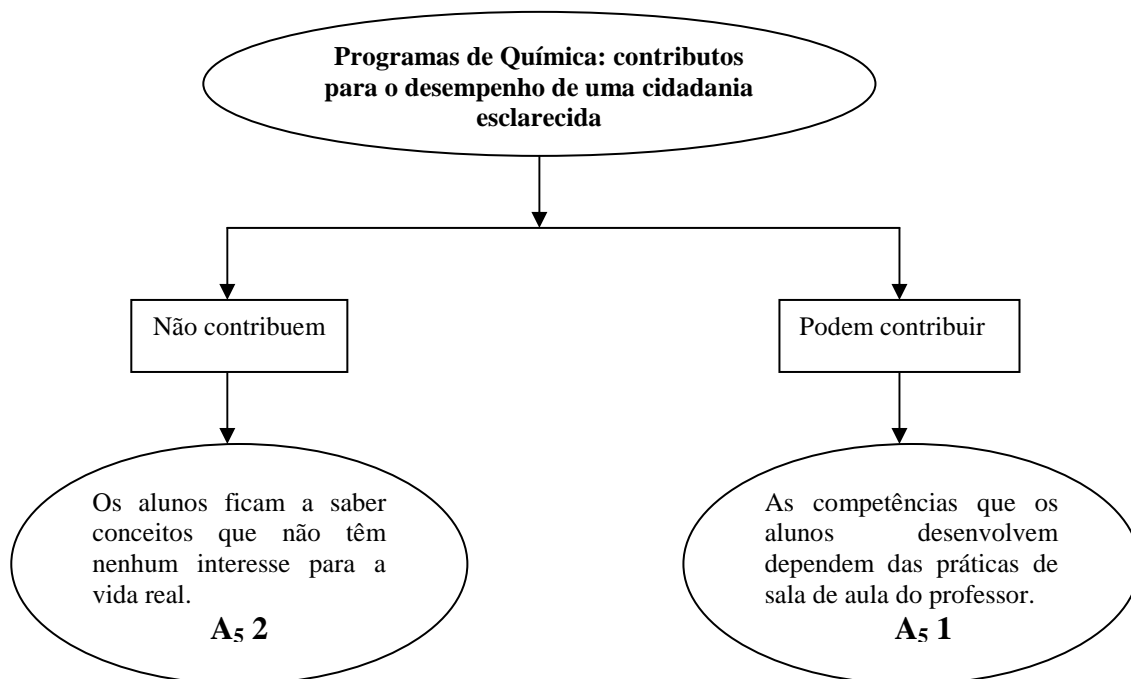 Programas de Química: contributos
para o desempenho de uma cidadania
esclarecida
Não contribuem
Podem contribuir
Os alunos ficam a saber
conceitos que não têm
nenhum interesse para a
vida real.
A₅ 2
As competências que os
alunos desenvolvem
dependem das práticas de
sala de aula do professor.
A₅ 1